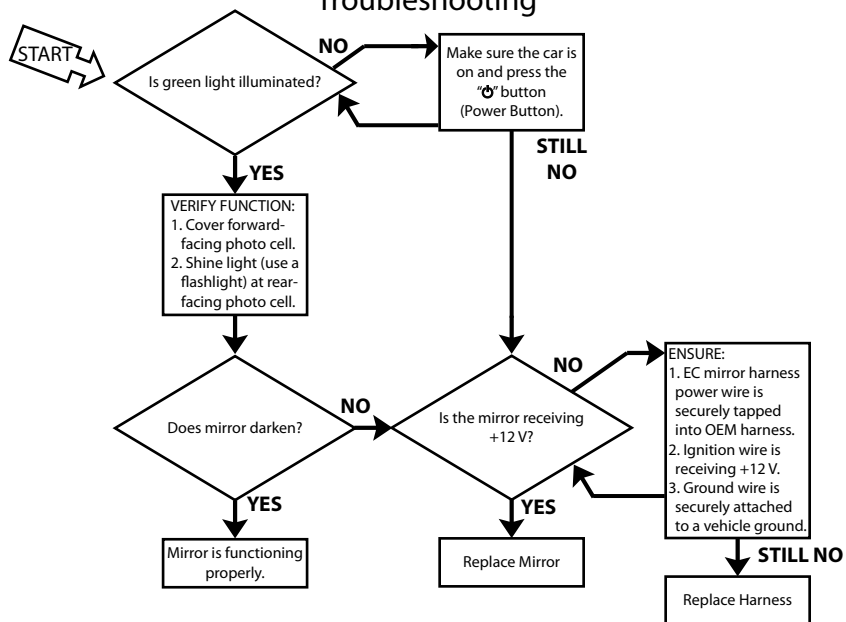 Troubleshooting
START
Is green light illuminated?
NO
Make sure the car is
on and press the
"⏻" button
(Power Button).
STILL
NO
YES
VERIFY FUNCTION:
1. Cover forward-
facing photo cell.
2. Shine light (use a
flashlight) at rear-
facing photo cell.
Does mirror darken?
NO
Is the mirror receiving
+12 V?
NO
ENSURE:
1. EC mirror harness
power wire is
securely tapped
into OEM harness.
2. Ignition wire is
receiving +12 V.
3. Ground wire is
securely attached
to a vehicle ground.
YES
Mirror is functioning
properly.
YES
Replace Mirror
STILL NO
Replace Harness